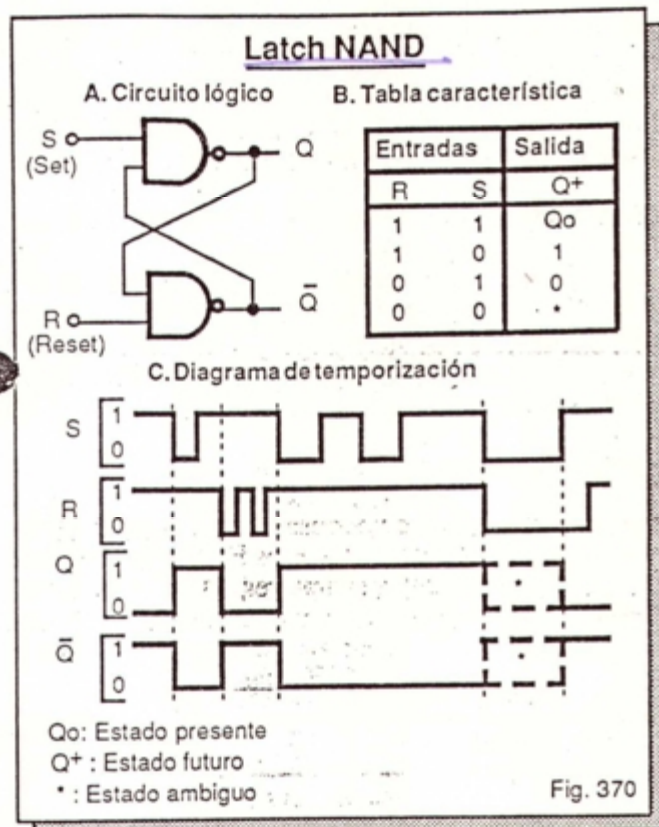 Latch NAND
A. Circuito lógico
B. Tabla característica
S
(Set)
Q
R
(Reset)
Q̅
Entradas Salida
R S Q+
1 1 Qo
1 0 1
0 1 0
0 0 *
C. Diagrama de temporización
S 1
0
R 1
0
Q 1
0
*
Q̅ 1
0
*
Qo: Estado presente
Q+ : Estado futuro
* : Estado ambiguo
Fig. 370